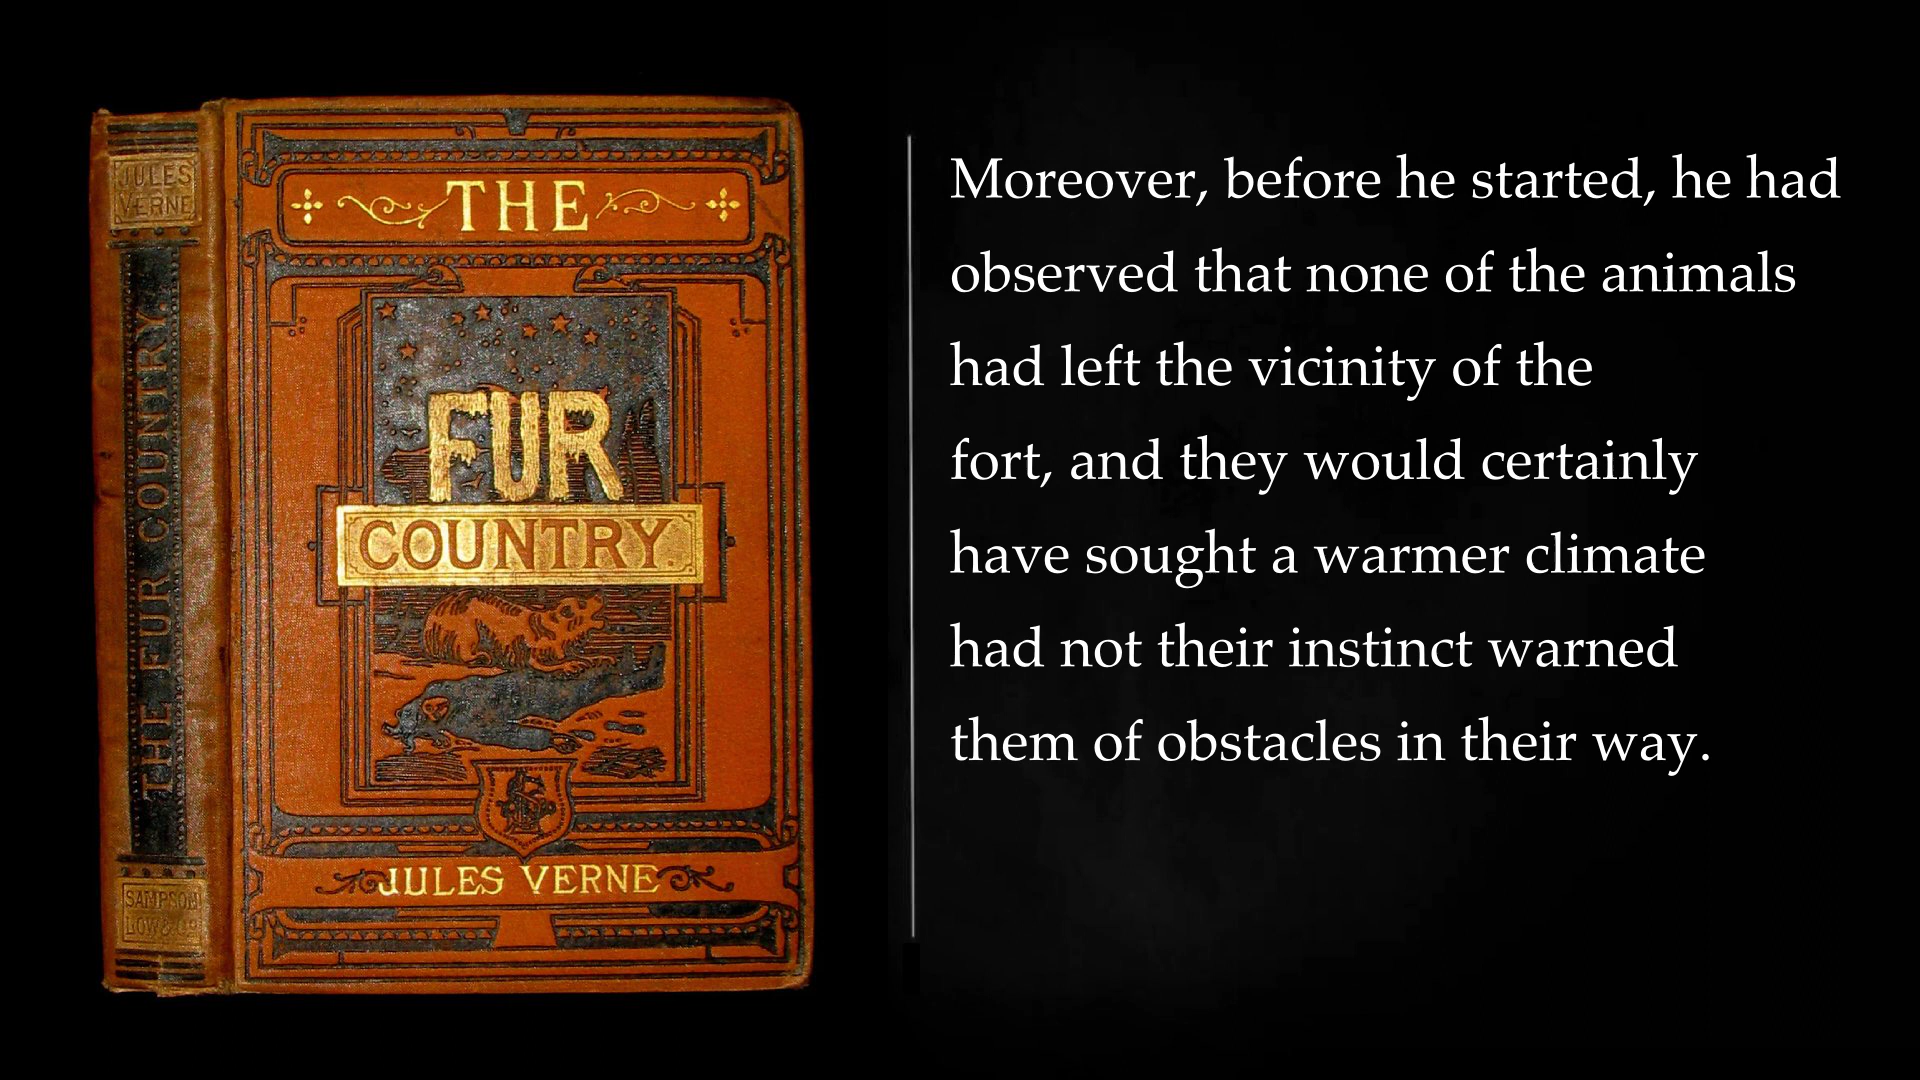 JULES
VERNE
THE FUR COUNTRY.
SAMPSON
LOW & Co
THE
FUR
COUNTRY.
JULES VERNE
Moreover, before he started, he had
observed that none of the animals
had left the vicinity of the
fort, and they would certainly
have sought a warmer climate
had not their instinct warned
them of obstacles in their way.